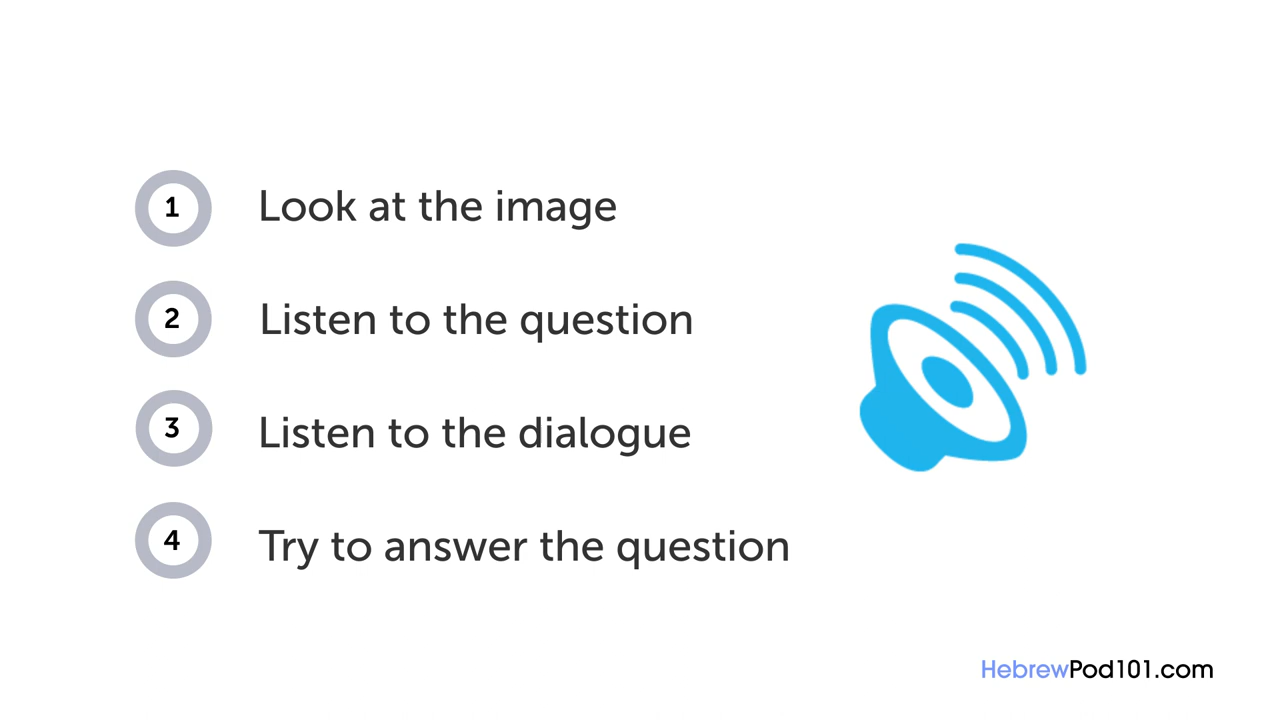 1 Look at the image
2 Listen to the question
3 Listen to the dialogue
4 Try to answer the question
HebrewPod101.com